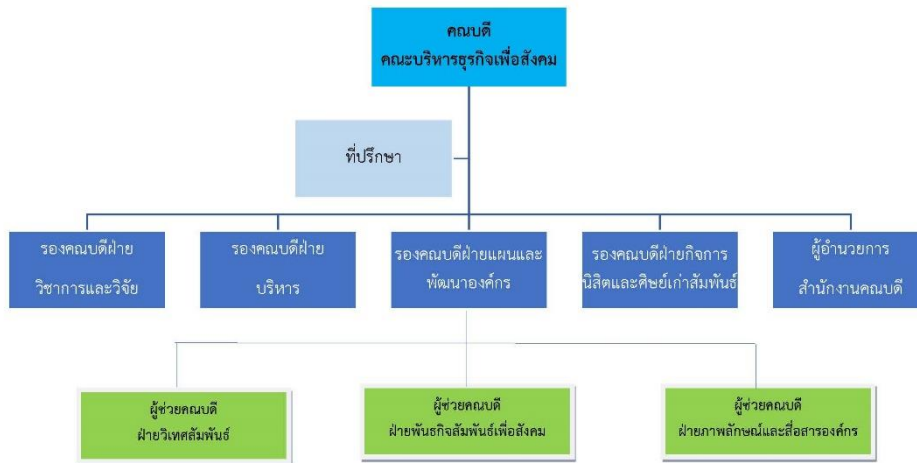 คณบดี
คณะบริหารธุรกิจเพื่อสังคม
ที่ปรึกษา
รองคณบดีฝ่าย
วิชาการและวิจัย
รองคณบดีฝ่าย
บริหาร
รองคณบดีฝ่ายแผนและ
พัฒนาองค์กร
รองคณบดีฝ่ายกิจการ
นิสิตและศิษย์เก่าสัมพันธ์
ผู้อำนวยการ
สำนักงานคณบดี
ผู้ช่วยคณบดี
ฝ่ายวิเทศสัมพันธ์
ผู้ช่วยคณบดี
ฝ่ายพันธกิจสัมพันธ์เพื่อสังคม
ผู้ช่วยคณบดี
ฝ่ายภาพลักษณ์และสื่อสารองค์กร